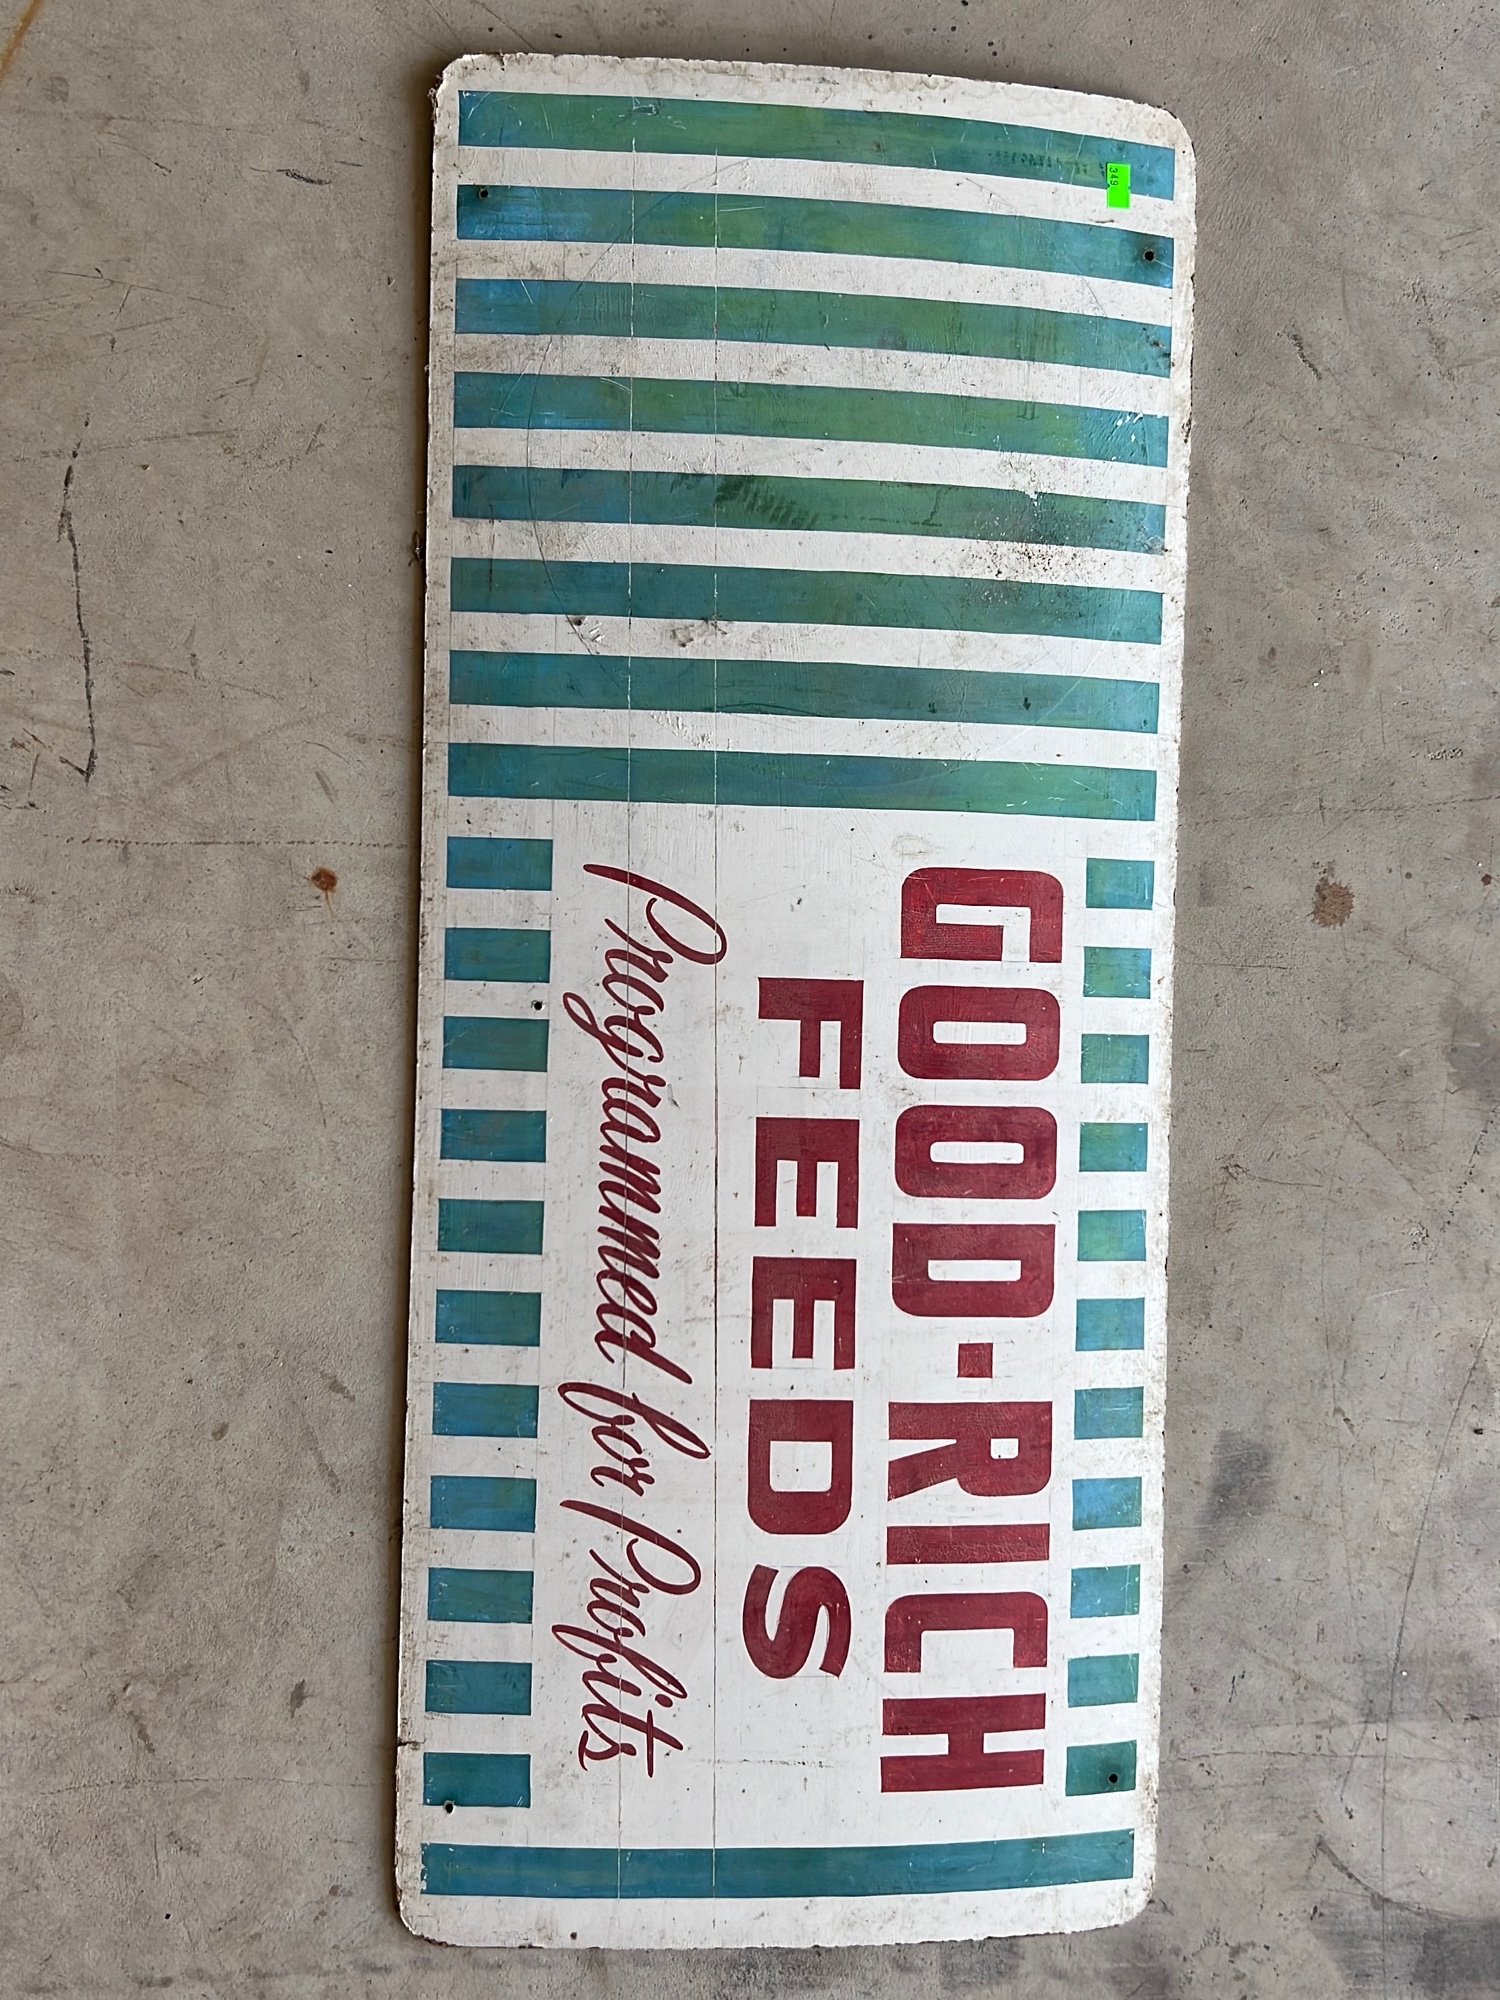 349
GOOD-RICH
FEEDS
Programmed for Profits